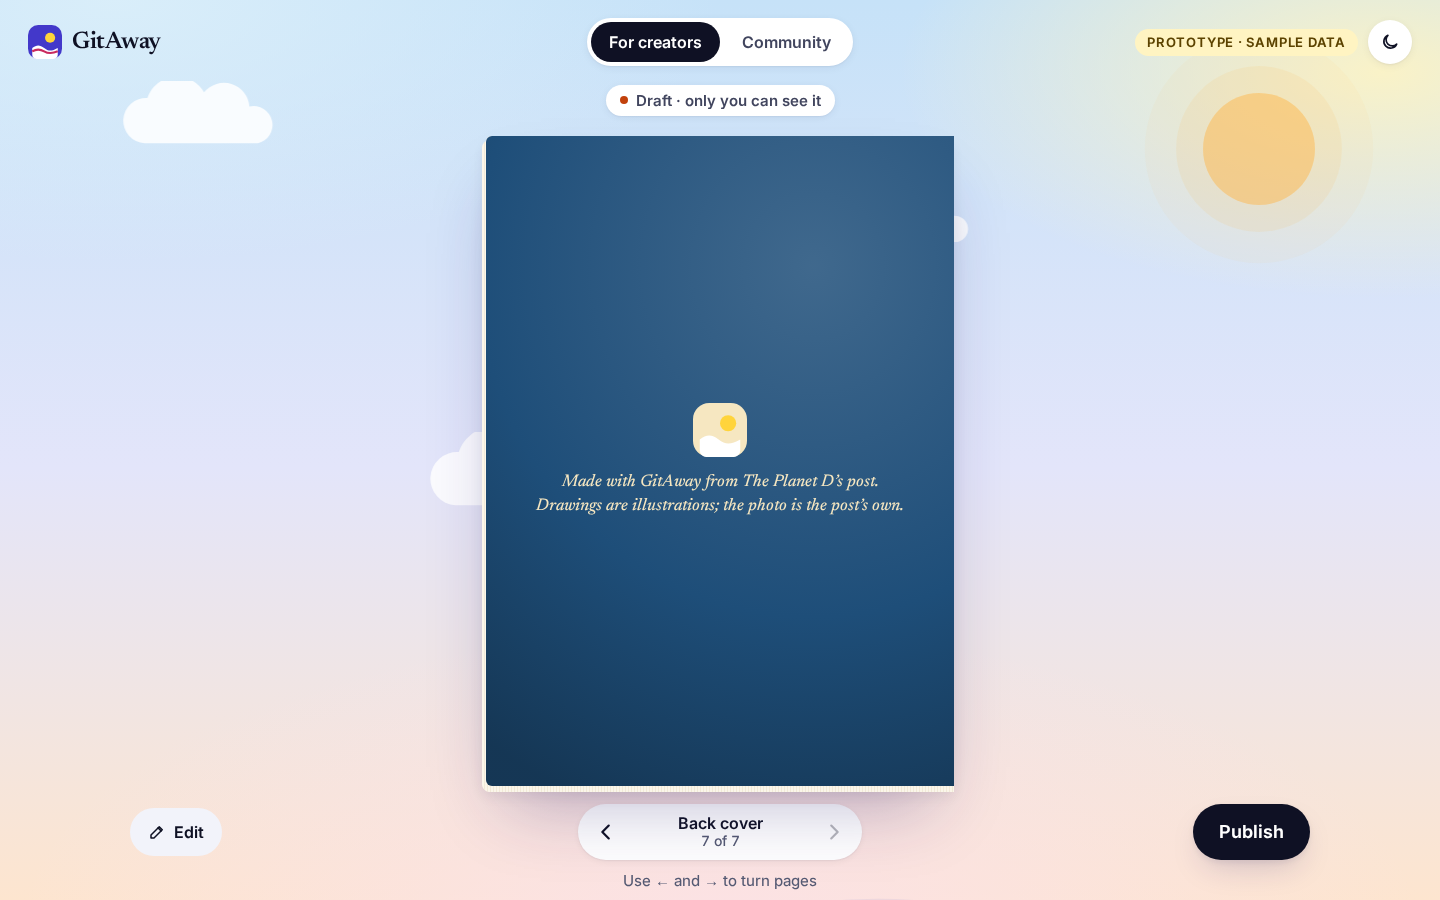 GitAway
For creators
Community
PROTOTYPE · SAMPLE DATA
Draft · only you can see it
Made with GitAway from The Planet D’s post.
Drawings are illustrations; the photo is the post’s own.
Edit
Back cover
7 of 7
Publish
Use ← and → to turn pages